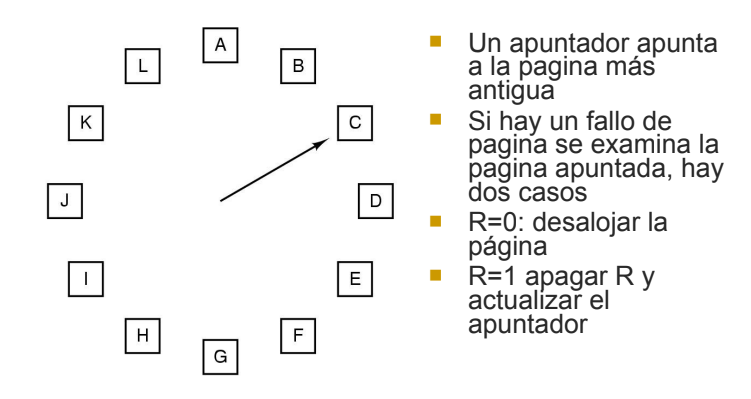 A
B
C
D
E
F
G
H
I
J
K
L
Un apuntador apunta
a la pagina más
antigua
Si hay un fallo de
pagina se examina la
pagina apuntada, hay
dos casos
R=0: desalojar la
página
R=1 apagar R y
actualizar el
apuntador